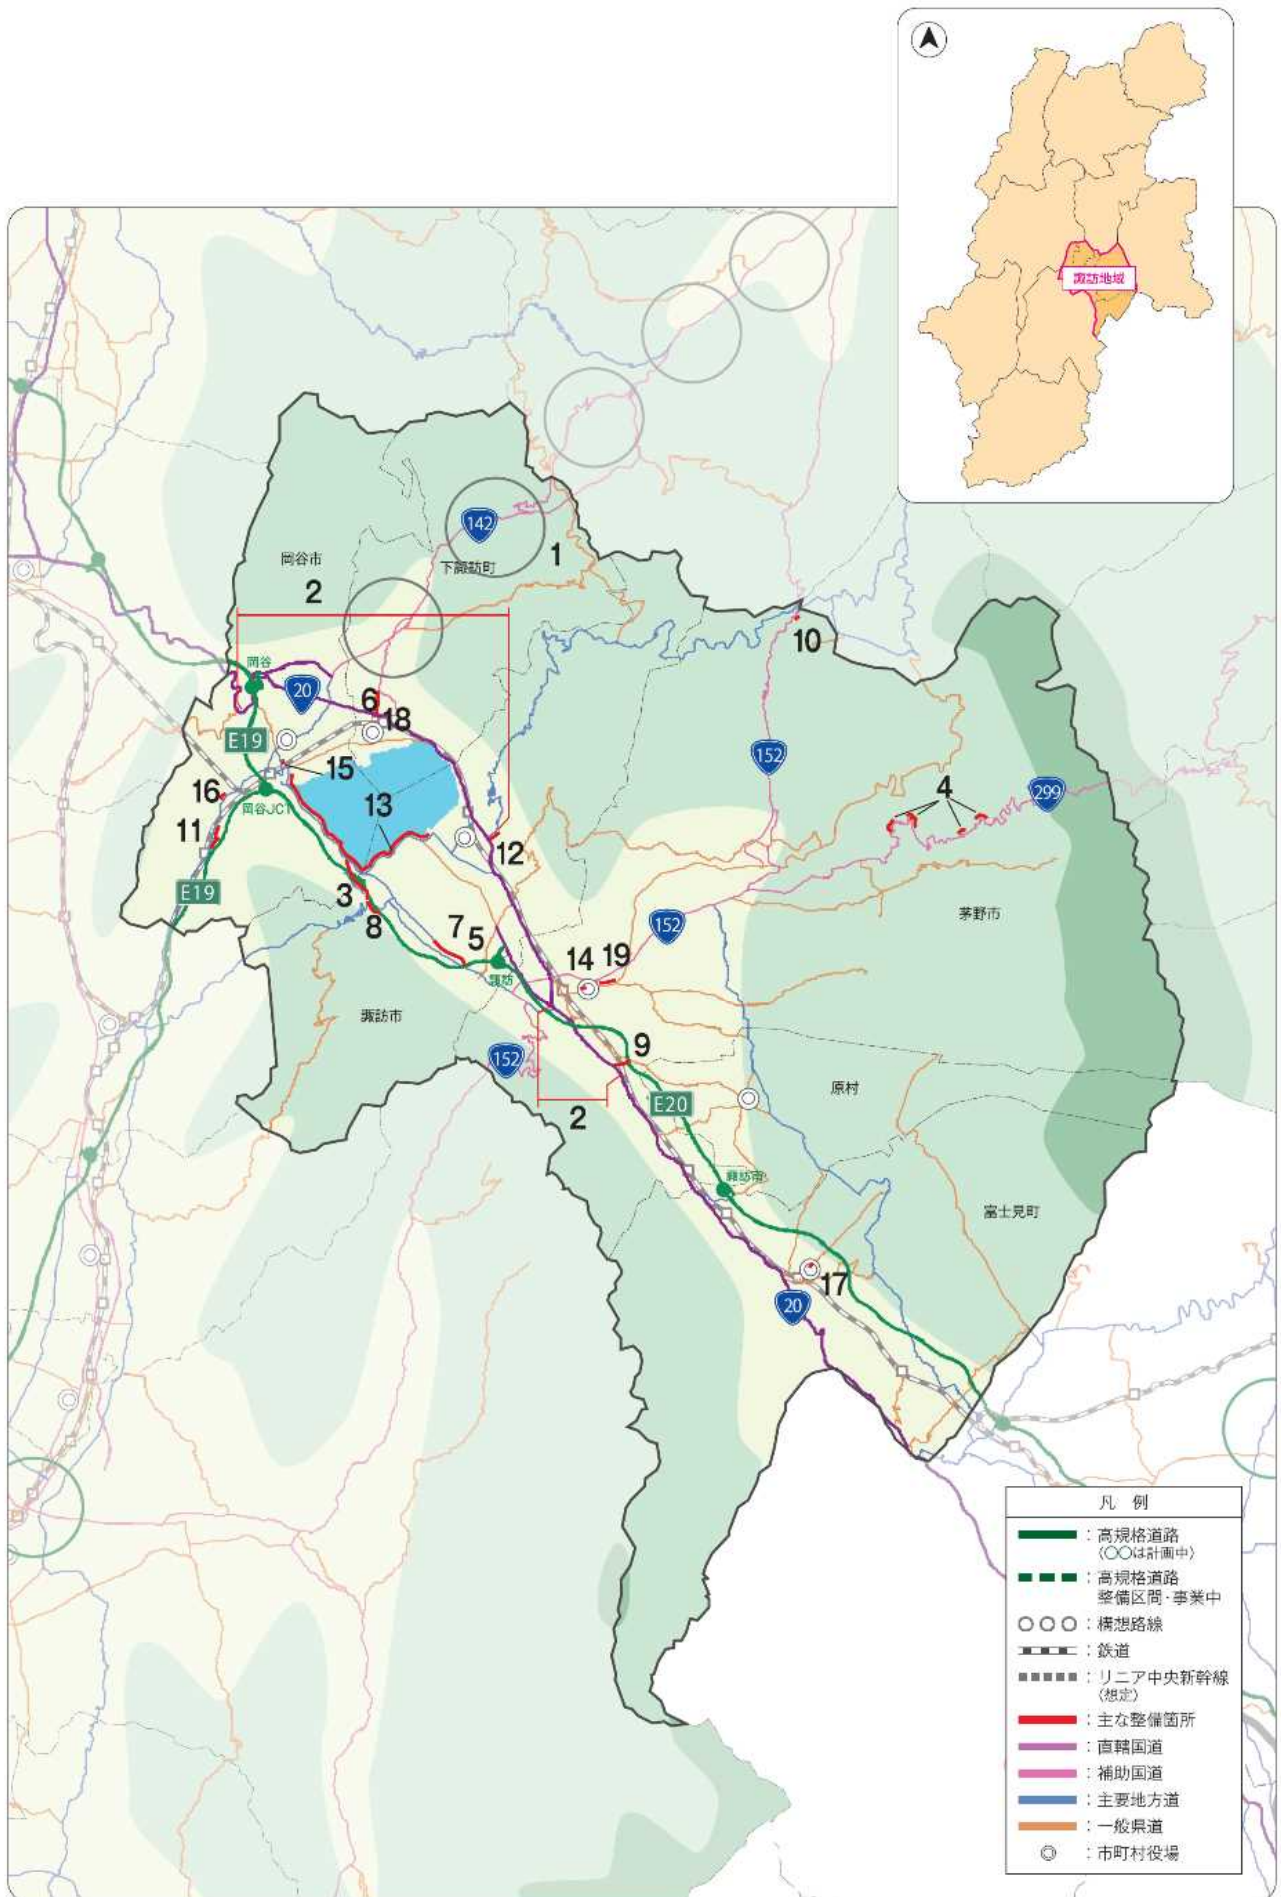 諏訪地域
142
岡谷市
下諏訪町
1
2
10
岡谷
20
6
18
E19
152
15
16
岡谷JCT
13
4
299
11
12
E19
3
8
7
5
152
茅野市
14
19
諏訪
諏訪市
9
152
原村
E20
2
諏訪南
富士見町
17
20
凡 例
：高規格道路
（○○は計画中）
：高規格道路
整備区間・事業中
：構想路線
：鉄道
：リニア中央新幹線
（想定）
：主な整備箇所
：直轄国道
：補助国道
：主要地方道
：一般県道
：市町村役場